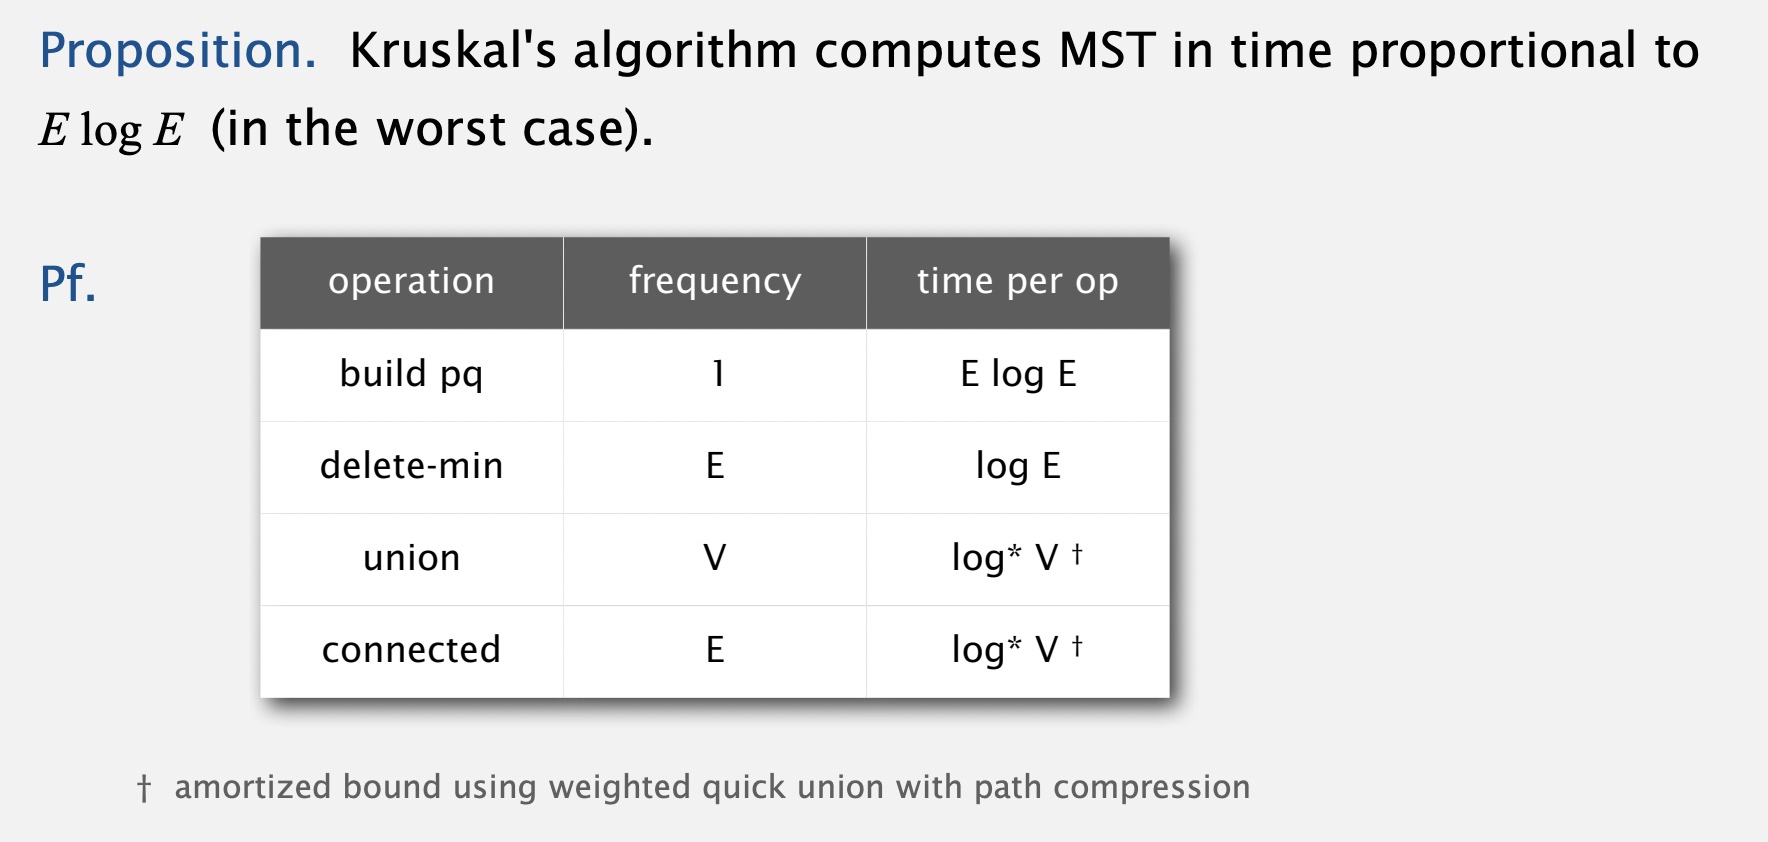 Proposition. Kruskal's algorithm computes MST in time proportional to
E log E (in the worst case).
Pf.
operation frequency time per op
build pq 1 E log E
delete-min E log E
union V log* V †
connected E log* V †
† amortized bound using weighted quick union with path compression